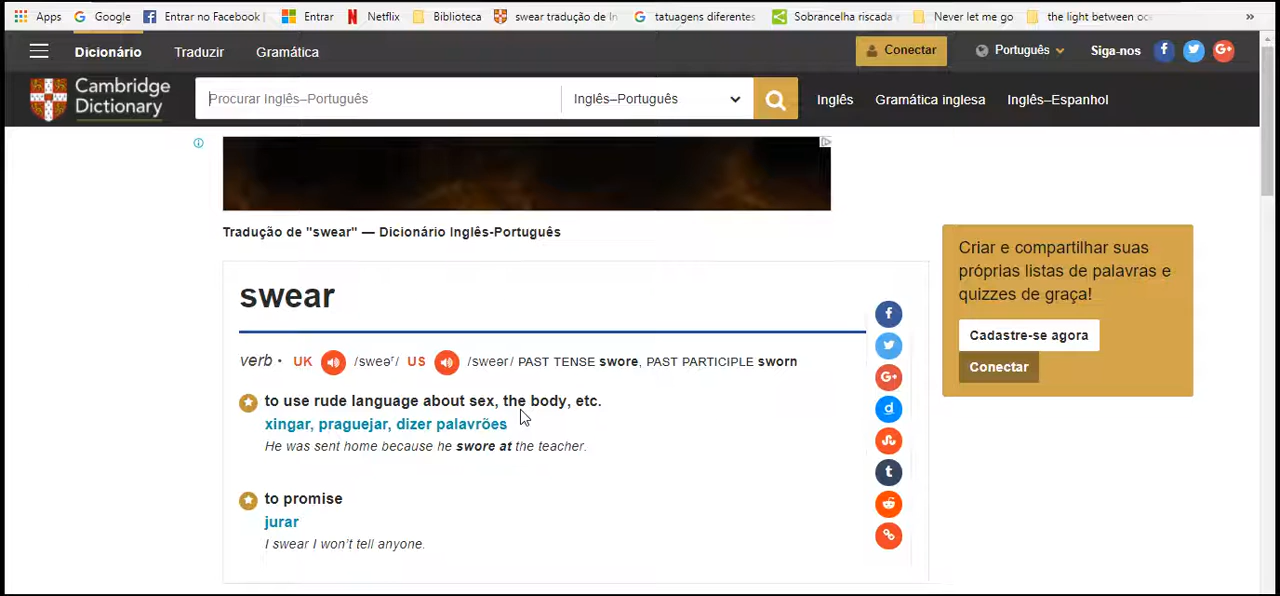 Apps Google Entrar no Facebook Entrar Netflix Biblioteca swear tradução de In tatuagens diferentes Sobrancelha riscada Never let me go the light between oce »
Dicionário Traduzir Gramática Conectar Português Siga-nos
Cambridge Dictionary Procurar Inglês–Português Inglês–Português Inglês Gramática inglesa Inglês–Espanhol
Tradução de "swear" — Dicionário Inglês-Português
Criar e compartilhar suas
próprias listas de palavras e
quizzes de graça!
Cadastre-se agora
Conectar
swear
verb • UK /sweəʳ/ US /sweər/ PAST TENSE swore, PAST PARTICIPLE sworn
to use rude language about sex, the body, etc.
xingar, praguejar, dizer palavrões
He was sent home because he swore at the teacher.
to promise
jurar
I swear I won't tell anyone.